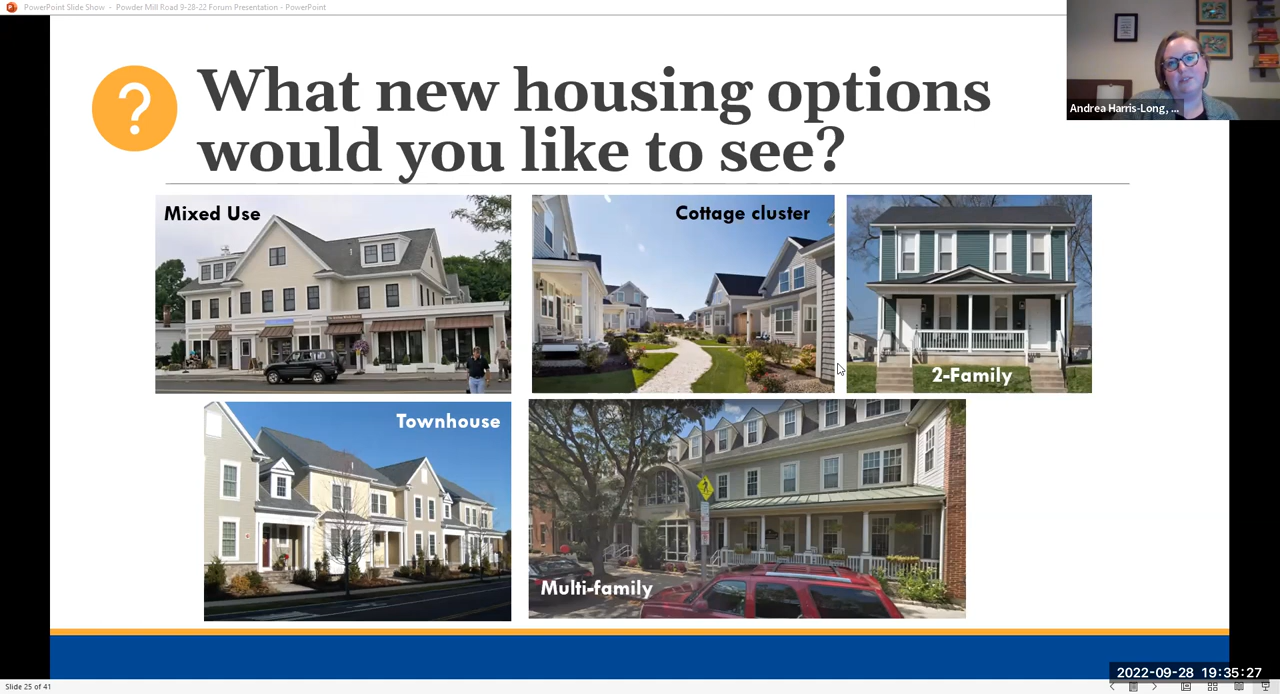 PowerPoint Slide Show - Powder Mill Road 9-28-22 Forum Presentation - PowerPoint
Andrea Harris-Long, ...
?
What new housing options
would you like to see?
Mixed Use
Cottage cluster
2-Family
Townhouse
Multi-family
2022-09-28 19:35:27
Slide 25 of 41